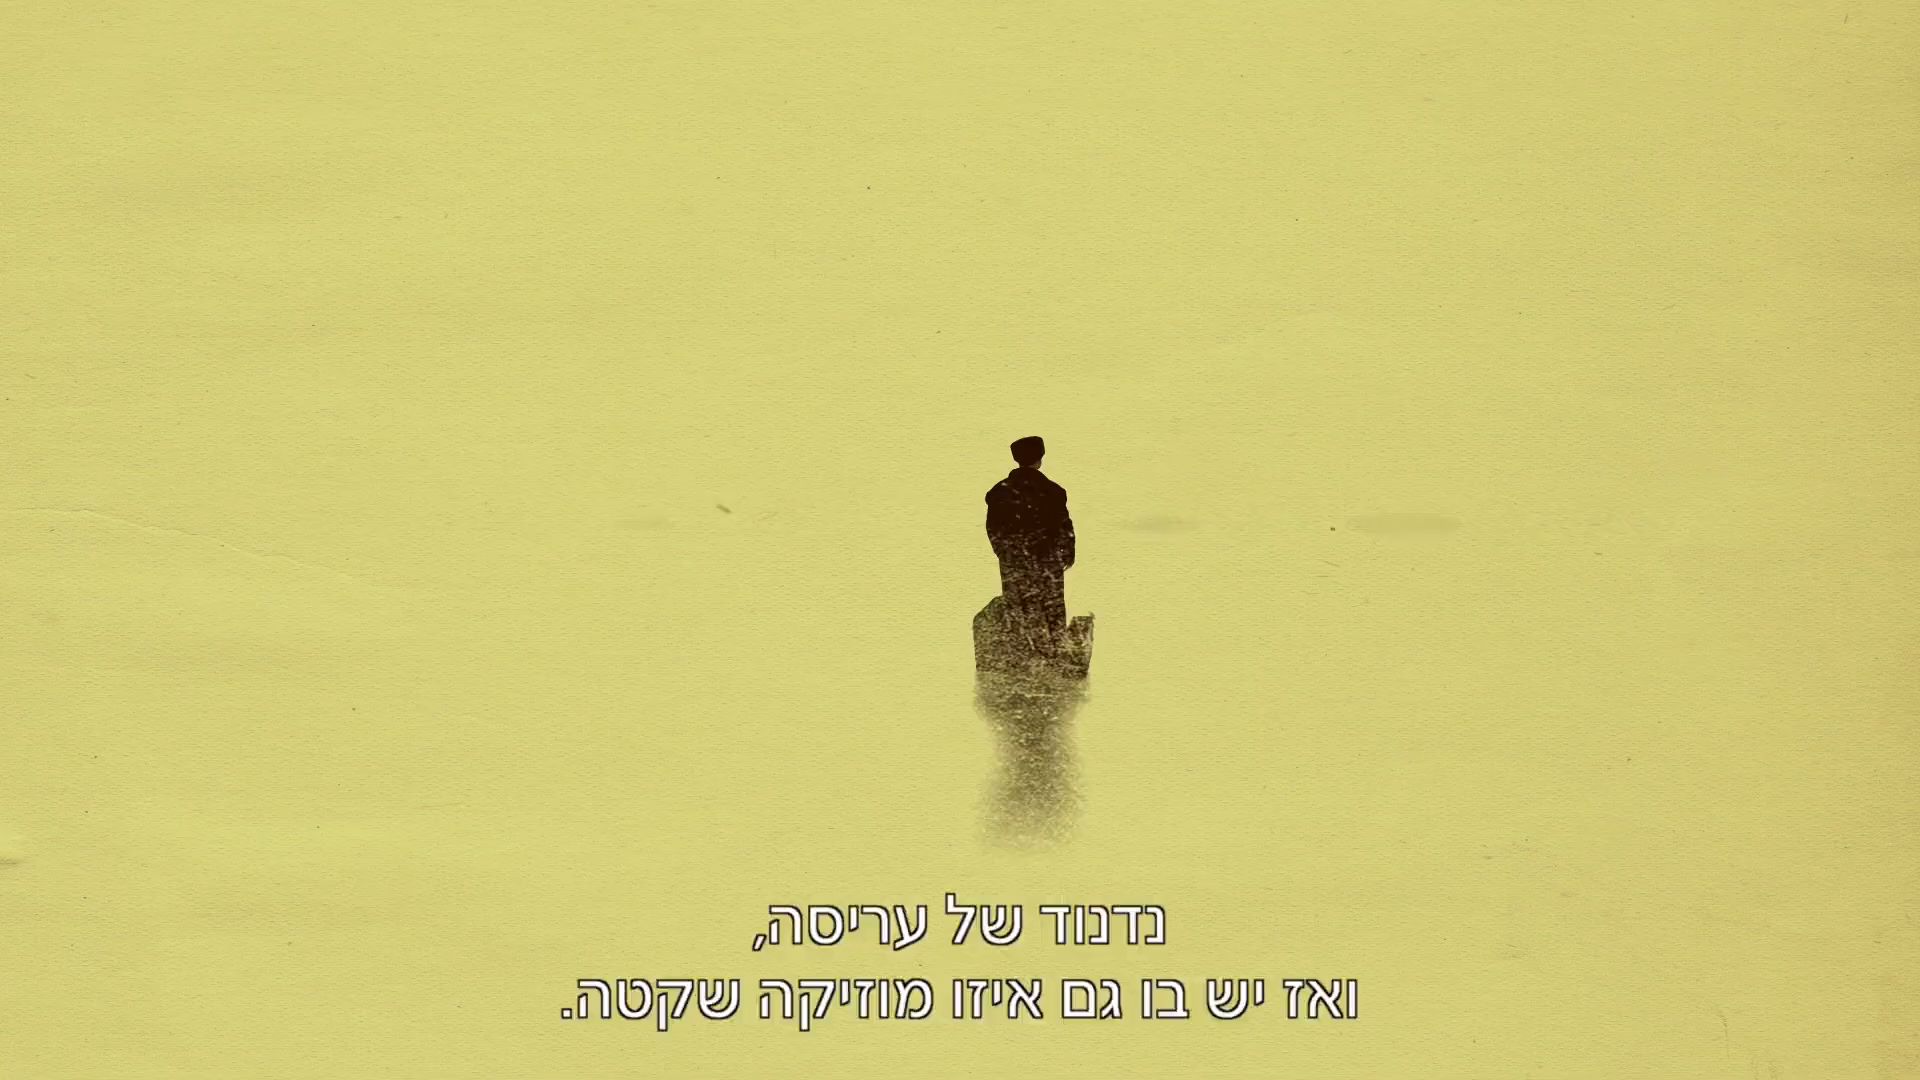 נדנוד של עריסה,
ואז יש בו גם איזו מוזיקה שקטה.